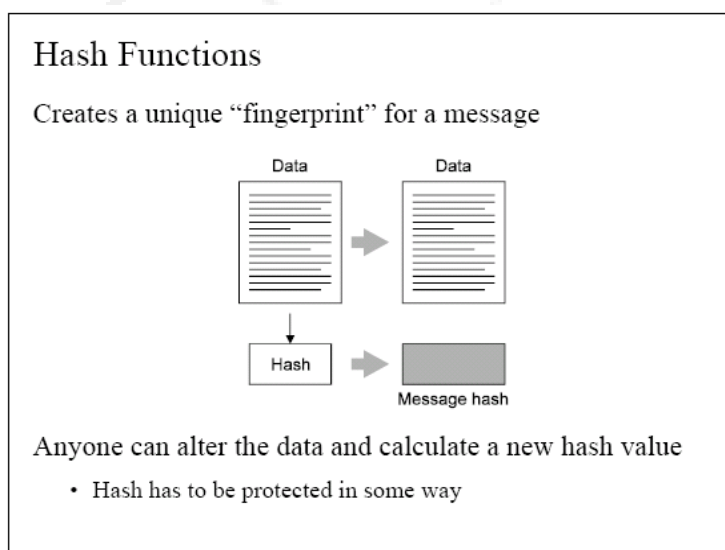 Hash Functions
Creates a unique “fingerprint” for a message
Data Data
Hash
Message hash
Anyone can alter the data and calculate a new hash value
• Hash has to be protected in some way